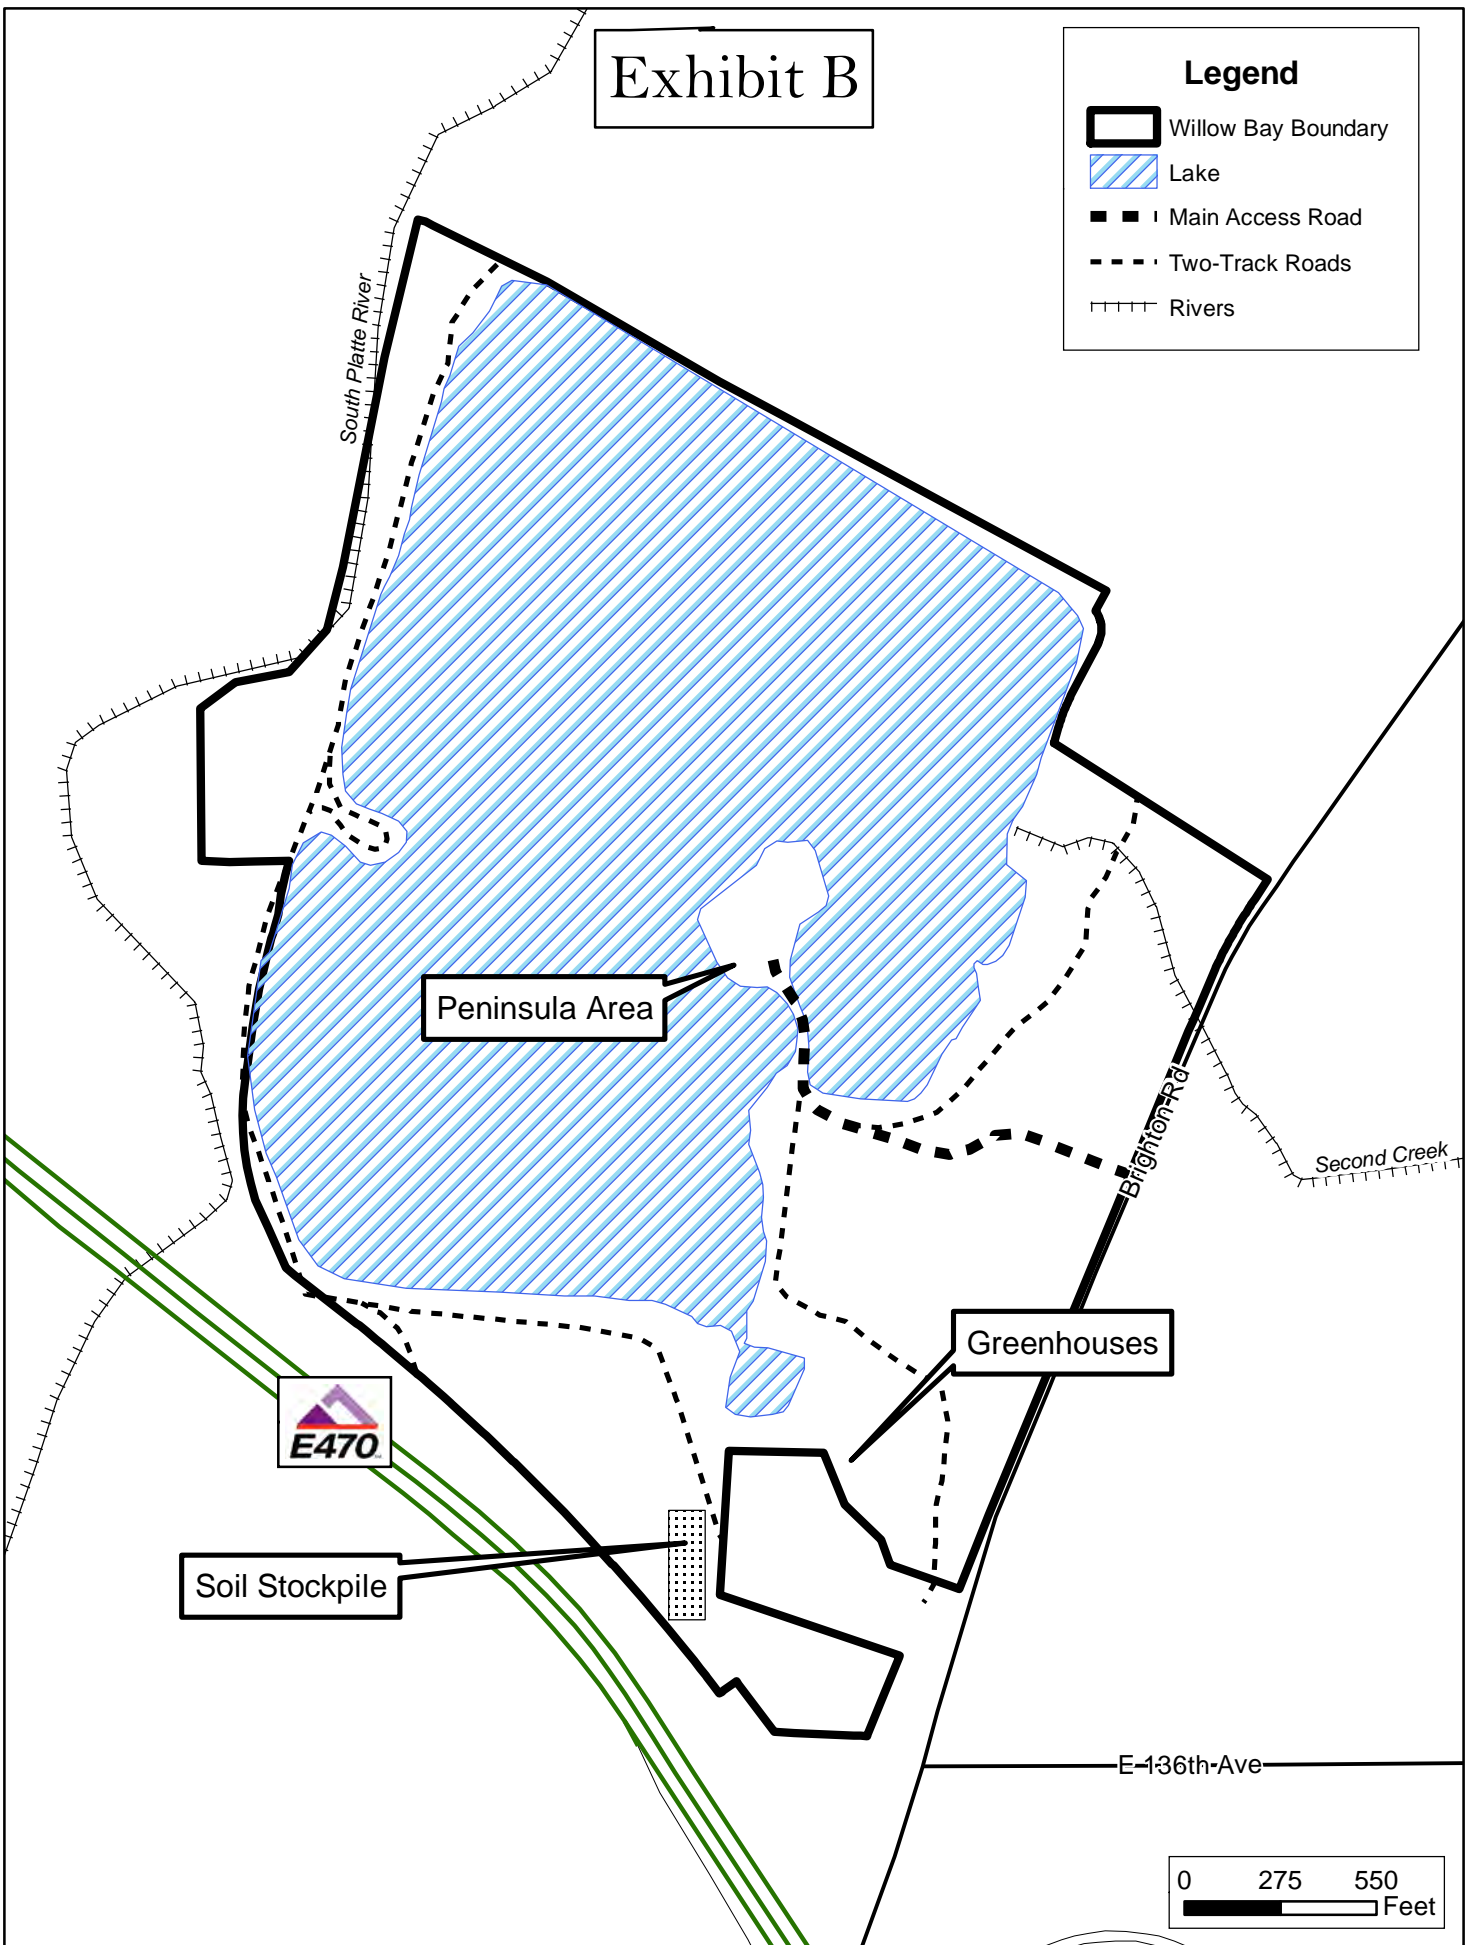 Exhibit B
Legend
Willow Bay Boundary
Lake
Main Access Road
Two-Track Roads
Rivers
South Platte River
Peninsula Area
Brighton Rd
Second Creek
Greenhouses
E470
Soil Stockpile
E 136th Ave
0 275 550
Feet